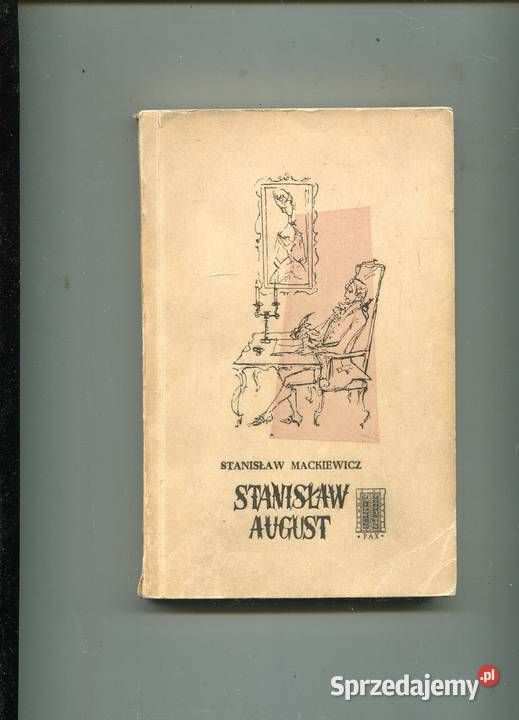 STANISŁAW MACKIEWICZ
STANISŁAW
AUGUST
• PAX •
Sprzedajemy.pl